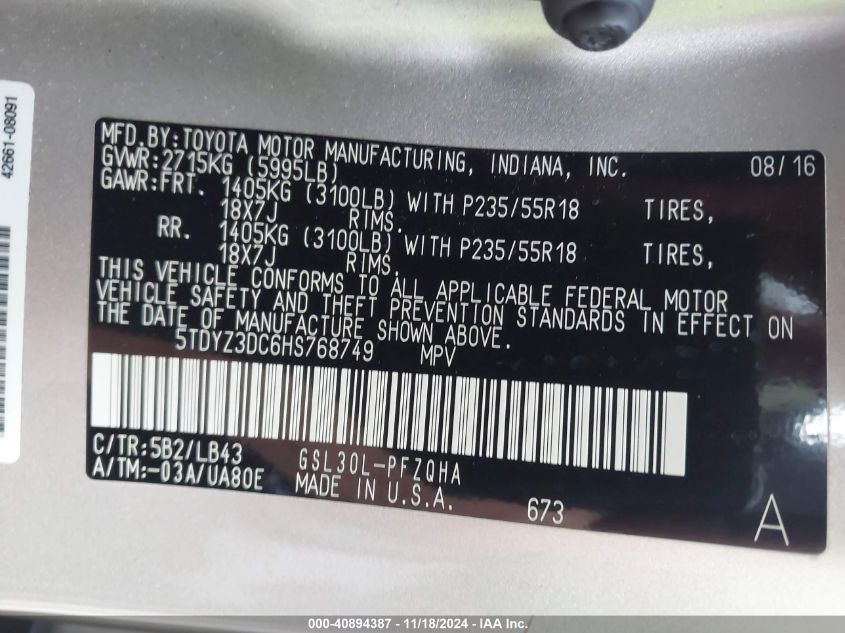 42661-08091
MFD.BY:TOYOTA MOTOR MANUFACTURING, INDIANA, INC. 08/16
GVWR:2715KG (5995LB)
GAWR:FRT. 1405KG (3100LB) WITH P235/55R18 TIRES,
18X7J RIMS.
RR. 1405KG (3100LB) WITH P235/55R18 TIRES,
18X7J RIMS.
THIS VEHICLE CONFORMS TO ALL APPLICABLE FEDERAL MOTOR
VEHICLE SAFETY AND THEFT PREVENTION STANDARDS IN EFFECT ON
THE DATE OF MANUFACTURE SHOWN ABOVE.
5TDYZ3DC6HS768749 MPV
C/TR:5B2/LB43 GSL30L-PFZQHA
A/TM:-03A/UA80E MADE IN U.S.A. 673 A
000-40894387 - 11/18/2024 - IAA Inc.